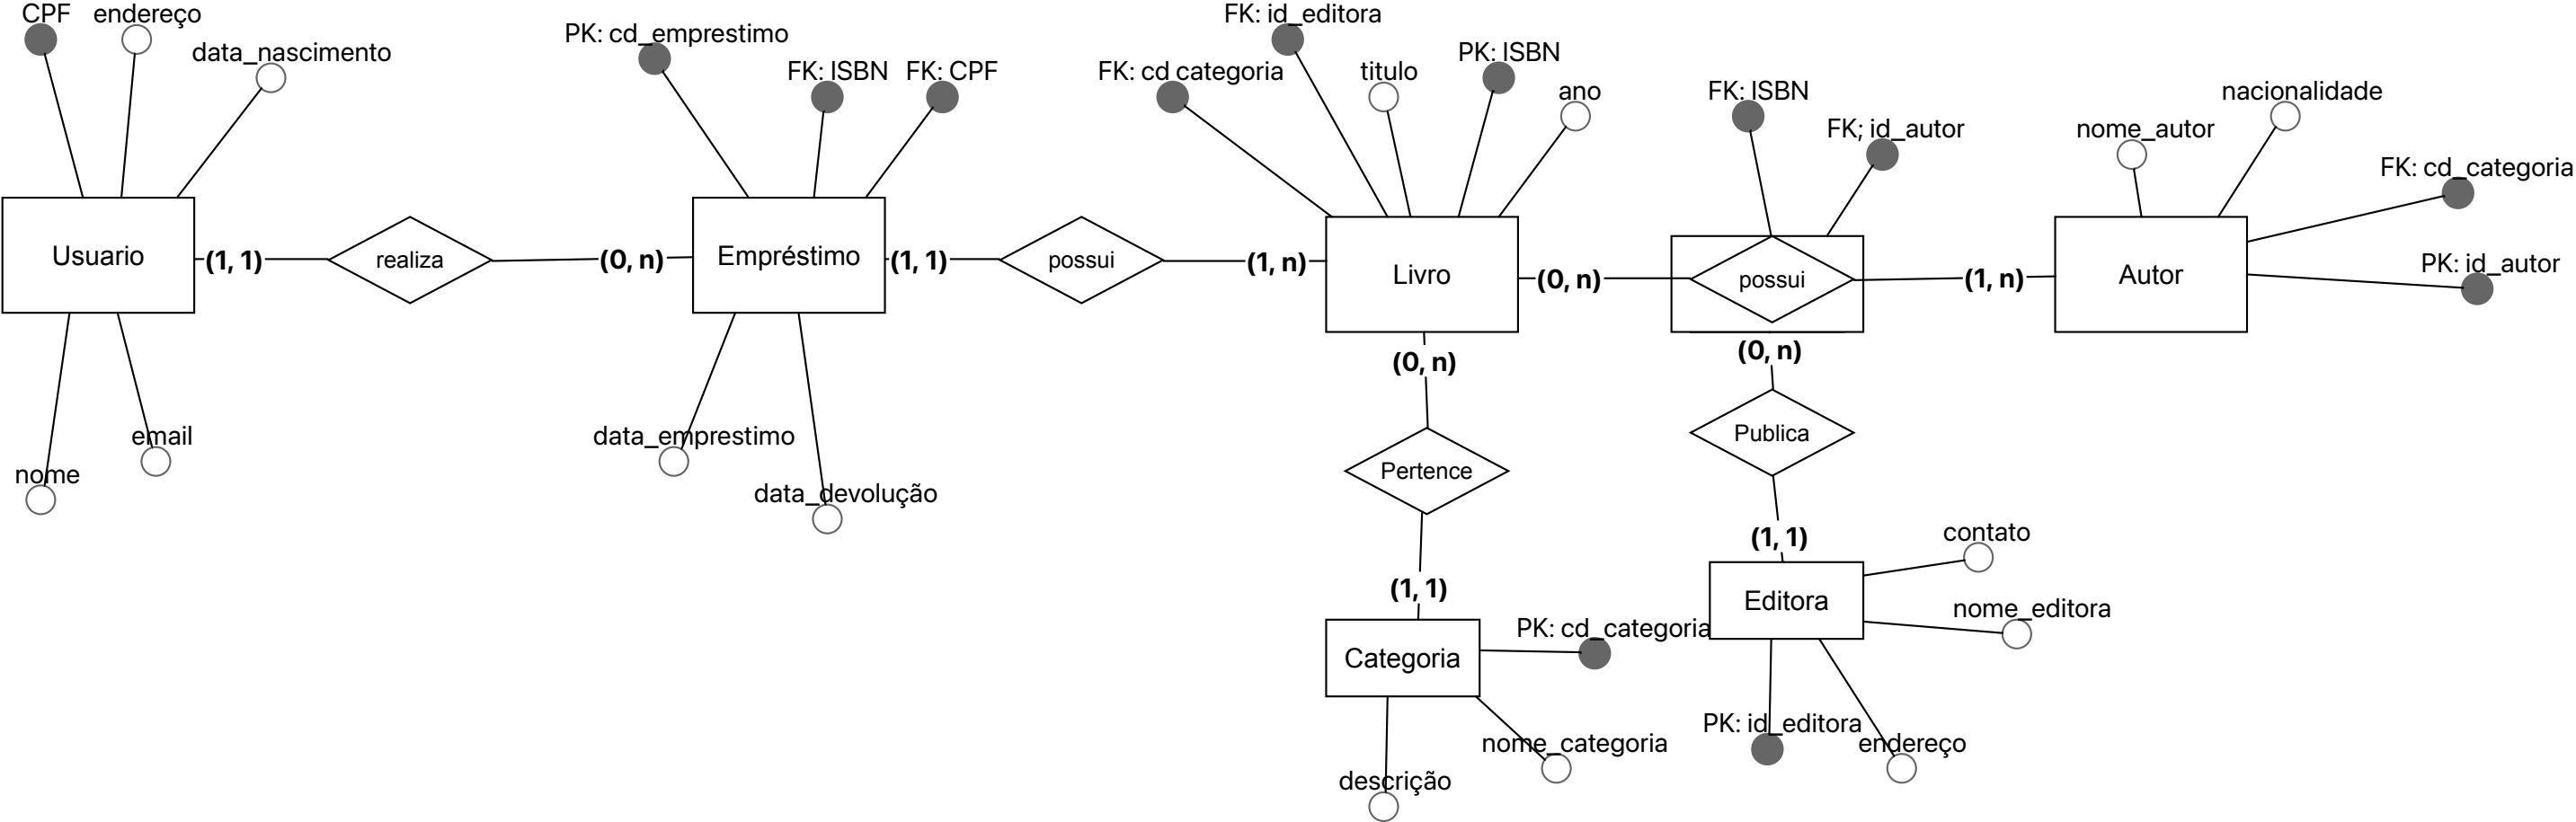 CPF
endereço
data_nascimento
Usuario
nome
email
(1, 1)
realiza
(0, n)
PK: cd_emprestimo
FK: ISBN
FK: CPF
Empréstimo
data_emprestimo
data_devolução
(1, 1)
possui
(1, n)
FK: cd categoria
FK: id_editora
titulo
PK: ISBN
ano
Livro
(0, n)
FK: ISBN
FK; id_autor
possui
(1, n)
nome_autor
nacionalidade
FK: cd_categoria
PK: id_autor
Autor
(0, n)
Pertence
(1, 1)
Categoria
PK: cd_categoria
nome_categoria
descrição
(0, n)
Publica
(1, 1)
Editora
contato
nome_editora
PK: id_editora
endereço